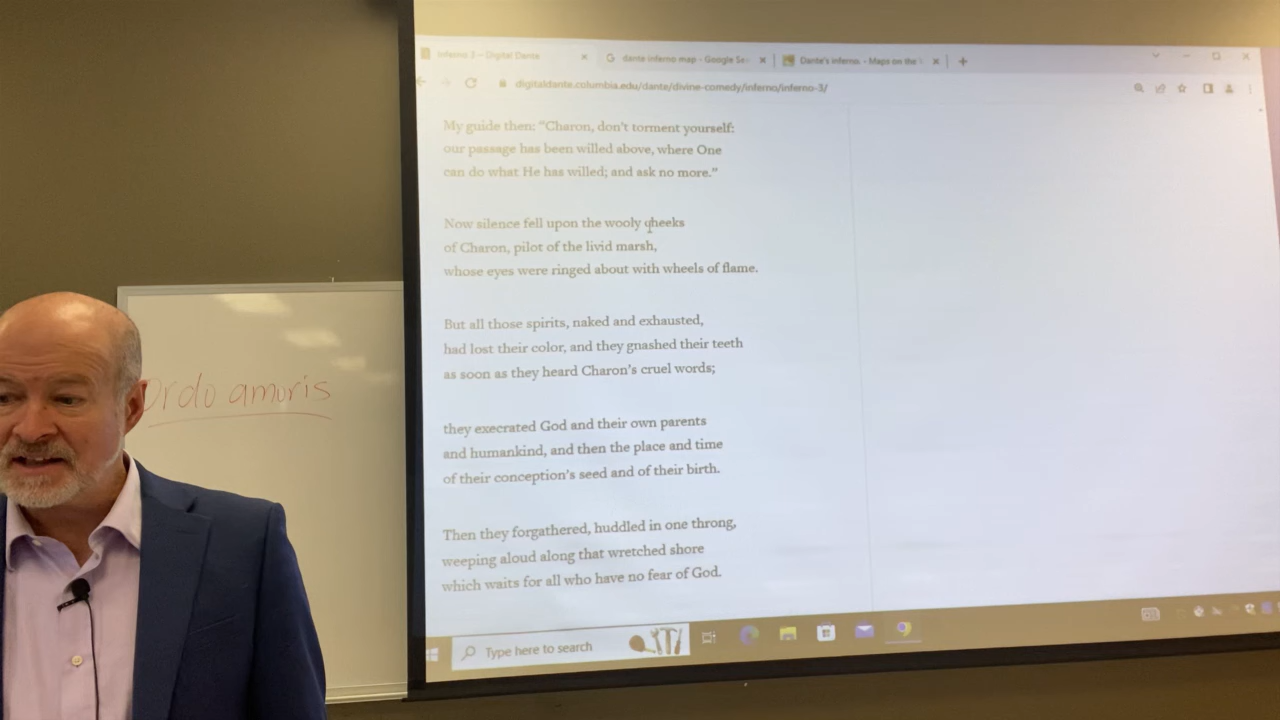 Inferno 3 – Digital Dante
dante inferno map - Google Se
Dante's inferno. - Maps on the
digitaldante.columbia.edu/dante/divine-comedy/inferno/inferno-3/
My guide then: “Charon, don’t torment yourself:
our passage has been willed above, where One
can do what He has willed; and ask no more.”
Now silence fell upon the wooly cheeks
of Charon, pilot of the livid marsh,
whose eyes were ringed about with wheels of flame.
But all those spirits, naked and exhausted,
had lost their color, and they gnashed their teeth
as soon as they heard Charon’s cruel words;
they execrated God and their own parents
and humankind, and then the place and time
of their conception’s seed and of their birth.
Then they forgathered, huddled in one throng,
weeping aloud along that wretched shore
which waits for all who have no fear of God.
Type here to search
Ordo amoris